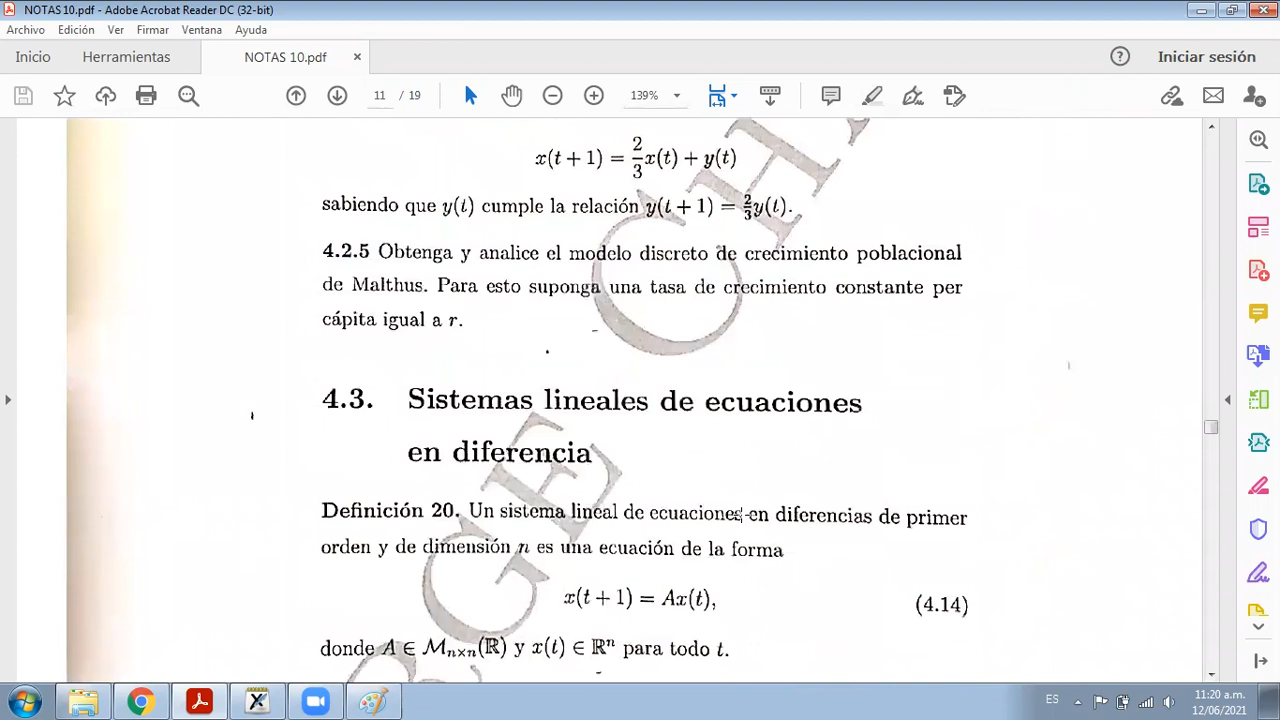 NOTAS 10.pdf - Adobe Acrobat Reader DC (32-bit)
Archivo Edición Ver Firmar Ventana Ayuda
Inicio Herramientas NOTAS 10.pdf × Iniciar sesión
11 / 19 139%
x(t + 1) = 2/3 x(t) + y(t)
sabiendo que y(t) cumple la relación y(t + 1) = 2/3 y(t).
4.2.5 Obtenga y analice el modelo discreto de crecimiento poblacional
de Malthus. Para esto suponga una tasa de crecimiento constante per
cápita igual a r.
4.3. Sistemas lineales de ecuaciones
en diferencia
Definición 20. Un sistema lineal de ecuaciones en diferencias de primer
orden y de dimensión n es una ecuación de la forma
x(t + 1) = Ax(t), (4.14)
donde A ∈ ℳn×n(ℝ) y x(t) ∈ ℝⁿ para todo t.
ES 11:20 a.m.
12/06/2021